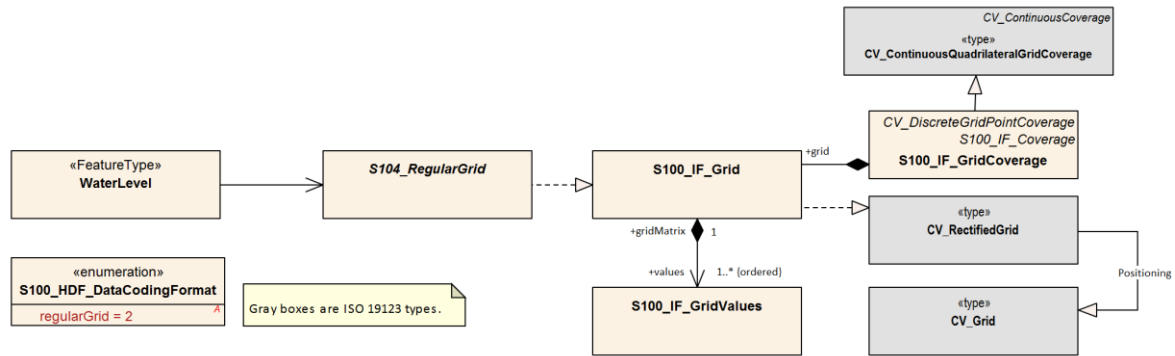 CV_ContinuousCoverage
«type»
CV_ContinuousQuadrilateralGridCoverage
CV_DiscreteGridPointCoverage
S100_IF_Coverage
S100_IF_GridCoverage
«FeatureType»
WaterLevel
S104_RegularGrid
S100_IF_Grid
+grid
+gridMatrix
1
+values
1..* (ordered)
S100_IF_GridValues
«type»
CV_RectifiedGrid
Positioning
«type»
CV_Grid
«enumeration»
S100_HDF_DataCodingFormat
regularGrid = 2
A
Gray boxes are ISO 19123 types.